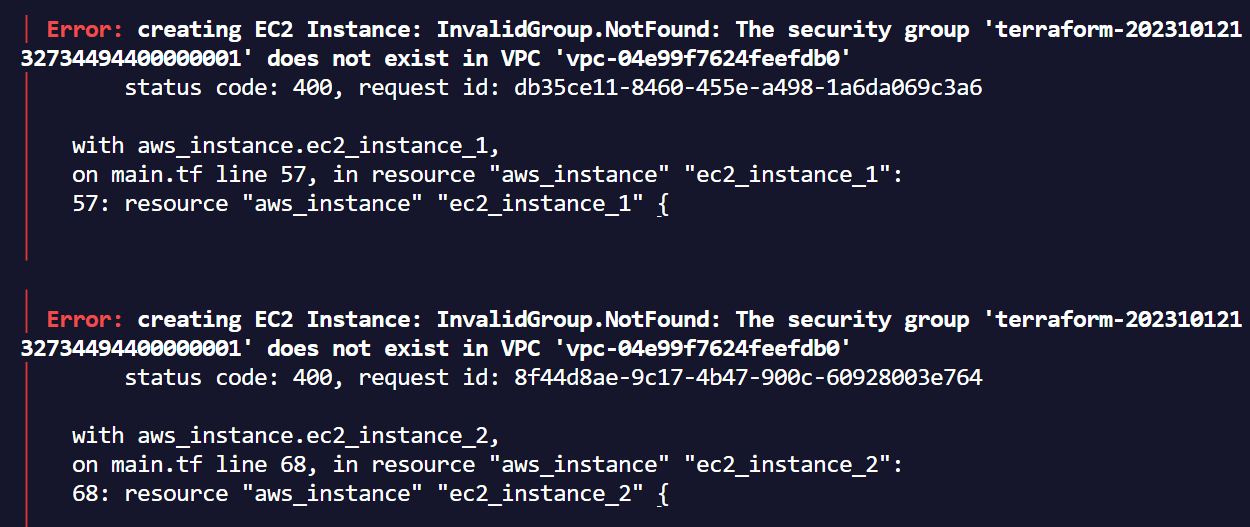 Error: creating EC2 Instance: InvalidGroup.NotFound: The security group 'terraform-202310121
32734494400000001' does not exist in VPC 'vpc-04e99f7624feefdb0'
status code: 400, request id: db35ce11-8460-455e-a498-1a6da069c3a6
with aws_instance.ec2_instance_1,
on main.tf line 57, in resource "aws_instance" "ec2_instance_1":
57: resource "aws_instance" "ec2_instance_1" {
Error: creating EC2 Instance: InvalidGroup.NotFound: The security group 'terraform-202310121
32734494400000001' does not exist in VPC 'vpc-04e99f7624feefdb0'
status code: 400, request id: 8f44d8ae-9c17-4b47-900c-60928003e764
with aws_instance.ec2_instance_2,
on main.tf line 68, in resource "aws_instance" "ec2_instance_2":
68: resource "aws_instance" "ec2_instance_2" {